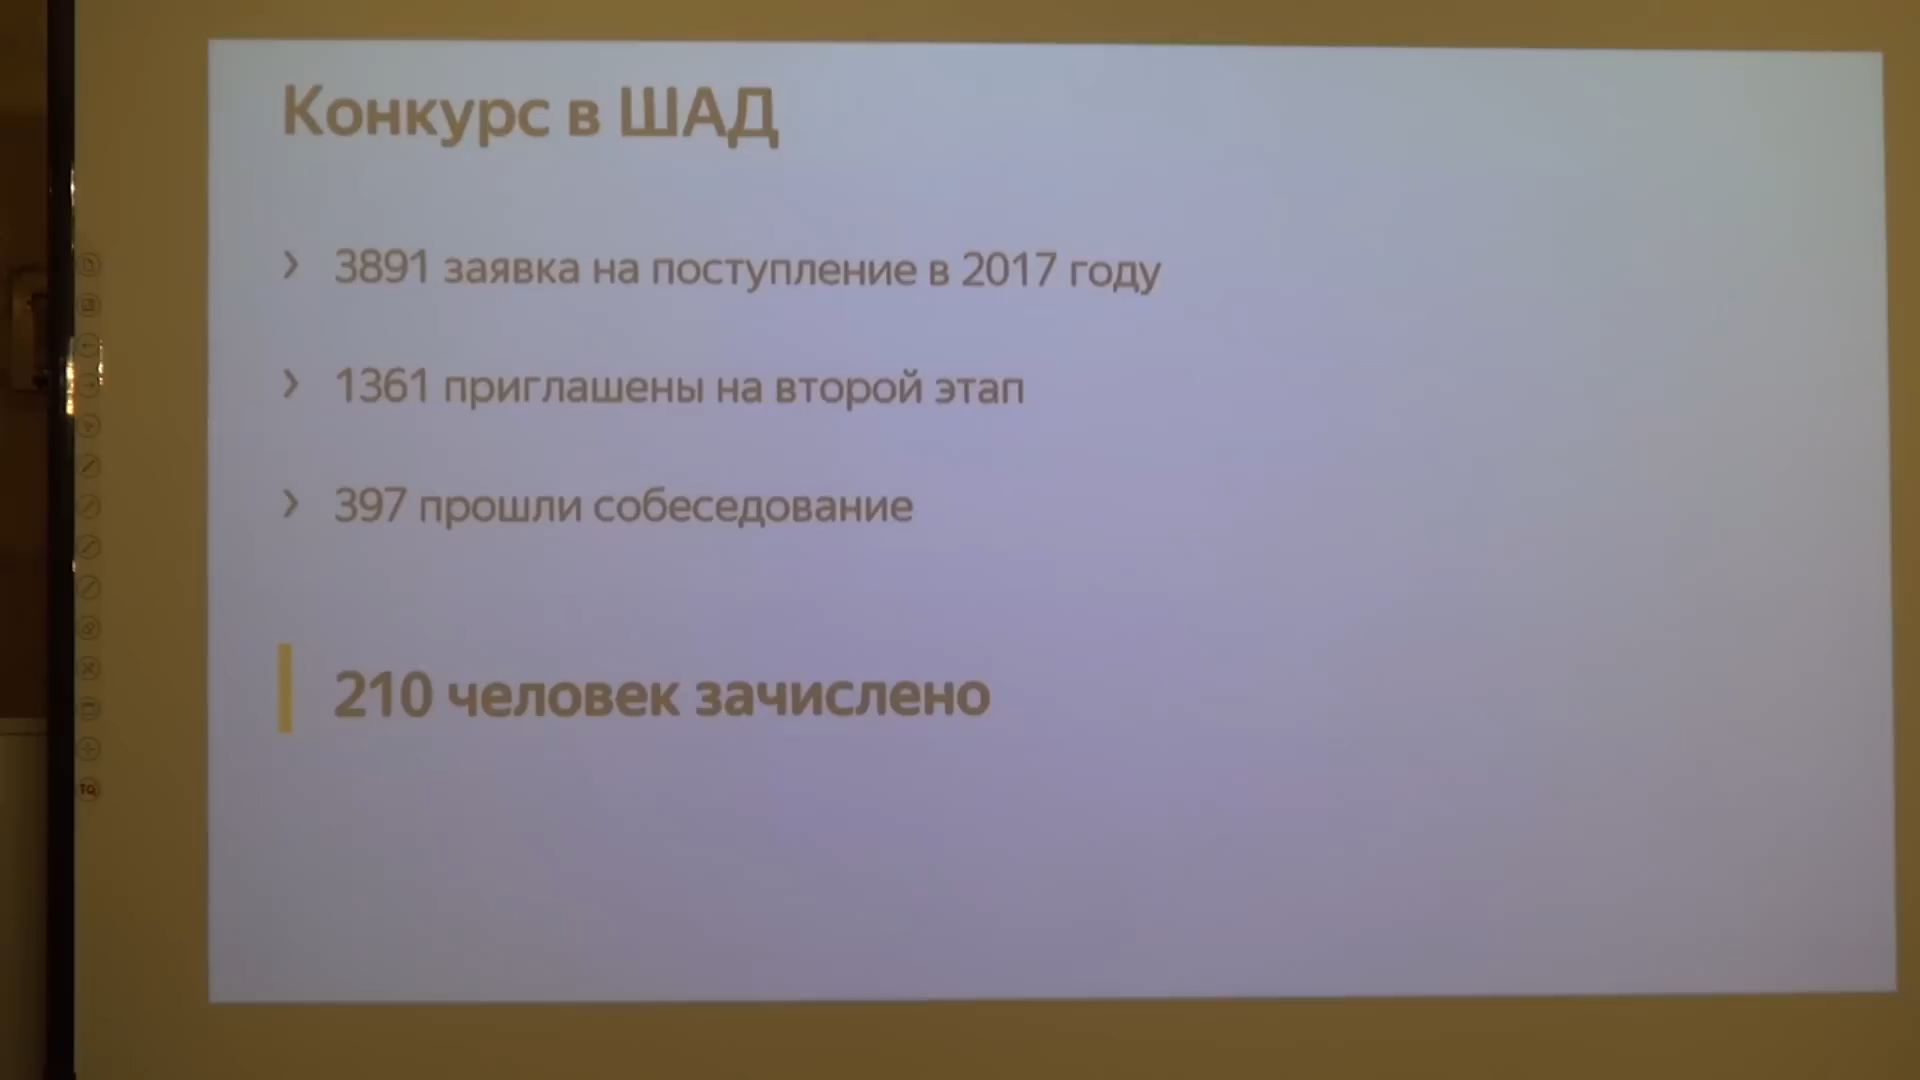 Конкурс в ШАД
› 3891 заявка на поступление в 2017 году
› 1361 приглашены на второй этап
› 397 прошли собеседование
210 человек зачислено